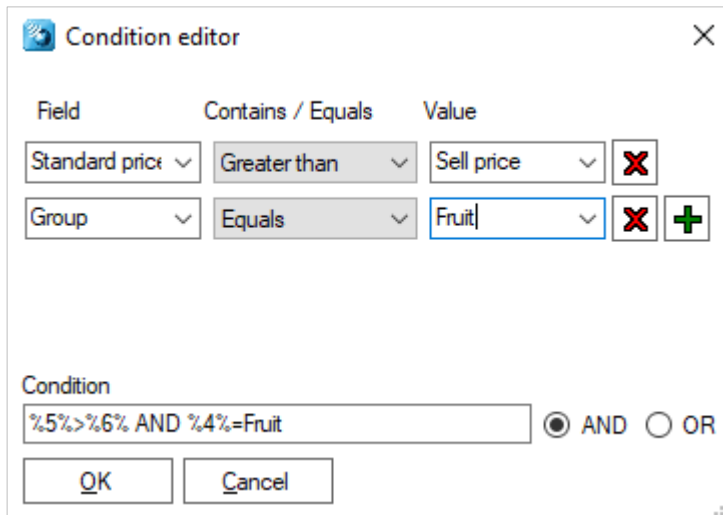 Condition editor
Field Contains / Equals Value
Standard price Greater than Sell price
Group Equals Fruit
Condition
%5%>%6% AND %4%=Fruit AND OR
OK Cancel